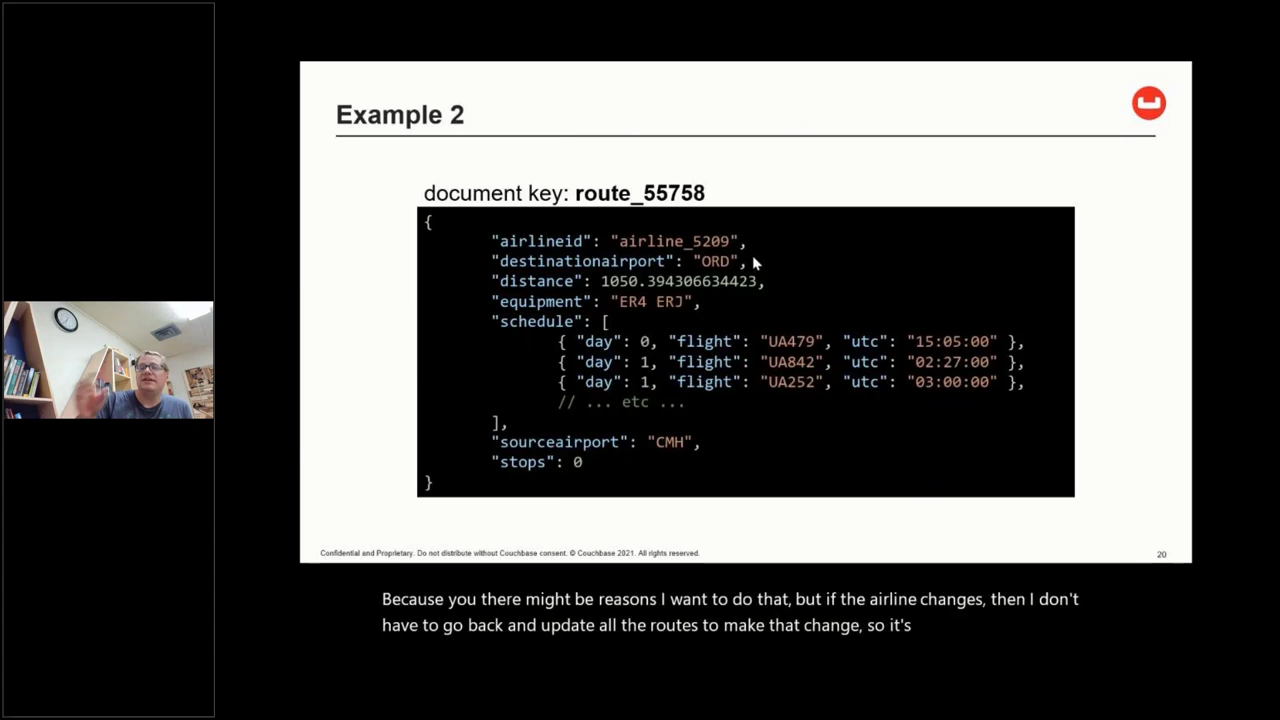 Example 2
document key: route_55758
{
"airlineid": "airline_5209",
"destinationairport": "ORD",
"distance": 1050.394306634423,
"equipment": "ER4 ERJ",
"schedule": [
{ "day": 0, "flight": "UA479", "utc": "15:05:00" },
{ "day": 1, "flight": "UA842", "utc": "02:27:00" },
{ "day": 1, "flight": "UA252", "utc": "03:00:00" },
// ... etc ...
],
"sourceairport": "CMH",
"stops": 0
}
Confidential and Proprietary. Do not distribute without Couchbase consent. © Couchbase 2021. All rights reserved.
20
Because you there might be reasons I want to do that, but if the airline changes, then I don't
have to go back and update all the routes to make that change, so it's